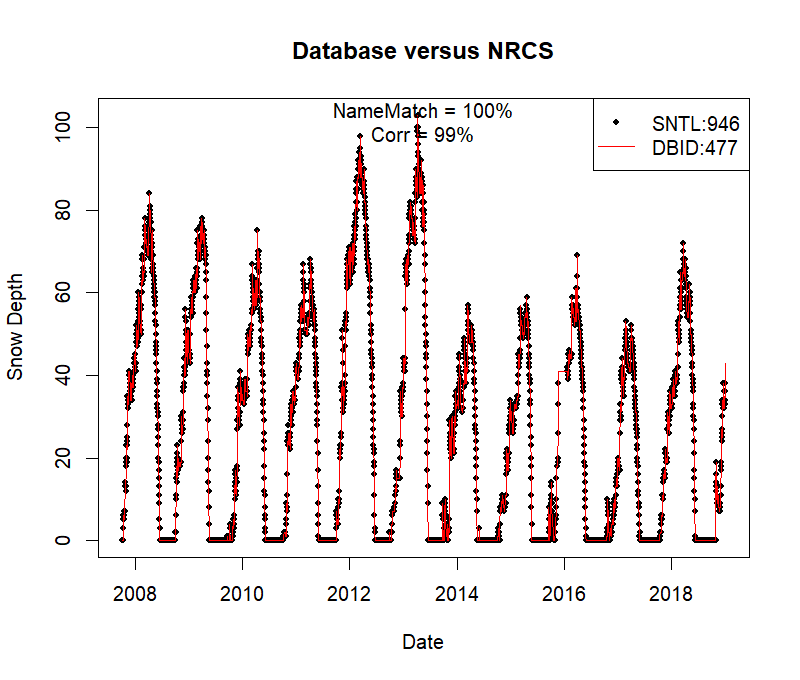 Database versus NRCS
NameMatch = 100%
Corr = 99%
SNTL:946
DBID:477
Snow Depth
100
80
60
40
20
0
2008 2010 2012 2014 2016 2018
Date